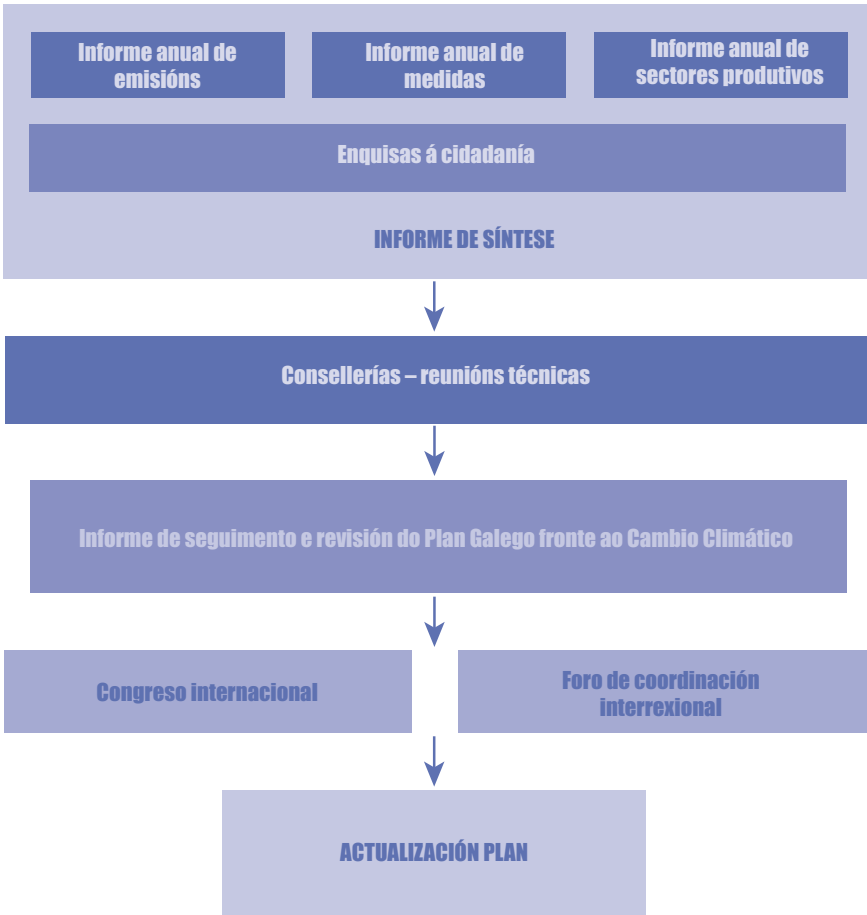 Informe anual de
emisións
Informe anual de
medidas
Informe anual de
sectores produtivos
Enquisas á cidadanía
INFORME DE SÍNTESE
Consellerías – reunións técnicas
Informe de seguimento e revisión do Plan Galego fronte ao Cambio Climático
Congreso internacional
Foro de coordinación
interrexional
ACTUALIZACIÓN PLAN